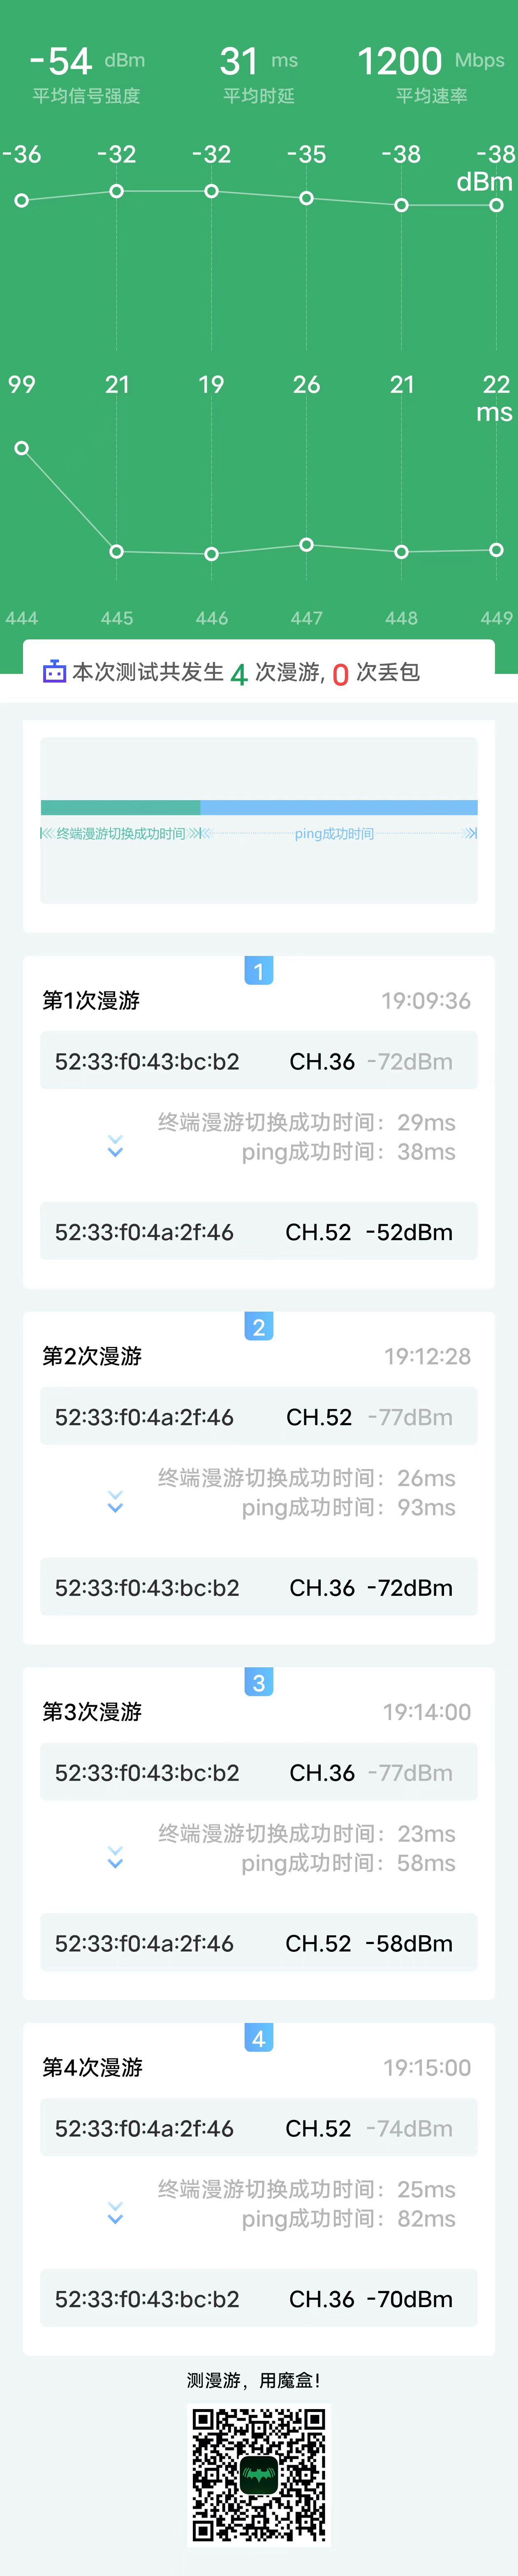 -54 dBm 31 ms 1200 Mbps
平均信号强度 平均时延 平均速率
-36 -32 -32 -35 -38 -38
dBm
99 21 19 26 21 22
ms
444 445 446 447 448 449
本次测试共发生 4 次漫游, 0 次丢包
终端漫游切换成功时间 ping成功时间
1
第1次漫游 19:09:36
52:33:f0:43:bc:b2 CH.36 -72dBm
终端漫游切换成功时间：29ms
ping成功时间：38ms
52:33:f0:4a:2f:46 CH.52 -52dBm
2
第2次漫游 19:12:28
52:33:f0:4a:2f:46 CH.52 -77dBm
终端漫游切换成功时间：26ms
ping成功时间：93ms
52:33:f0:43:bc:b2 CH.36 -72dBm
3
第3次漫游 19:14:00
52:33:f0:43:bc:b2 CH.36 -77dBm
终端漫游切换成功时间：23ms
ping成功时间：58ms
52:33:f0:4a:2f:46 CH.52 -58dBm
4
第4次漫游 19:15:00
52:33:f0:4a:2f:46 CH.52 -74dBm
终端漫游切换成功时间：25ms
ping成功时间：82ms
52:33:f0:43:bc:b2 CH.36 -70dBm
测漫游，用魔盒!